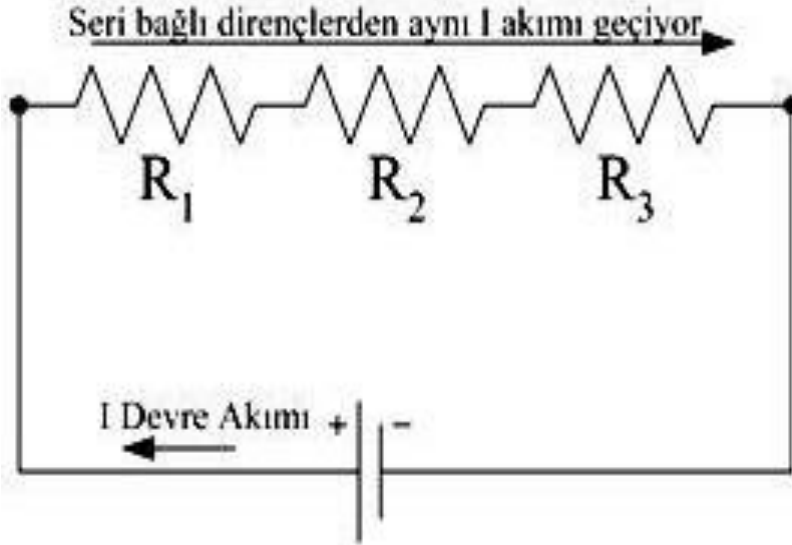 Seri bağlı dirençlerden aynı I akımı geçiyor
R1 R2 R3
I Devre Akımı + -